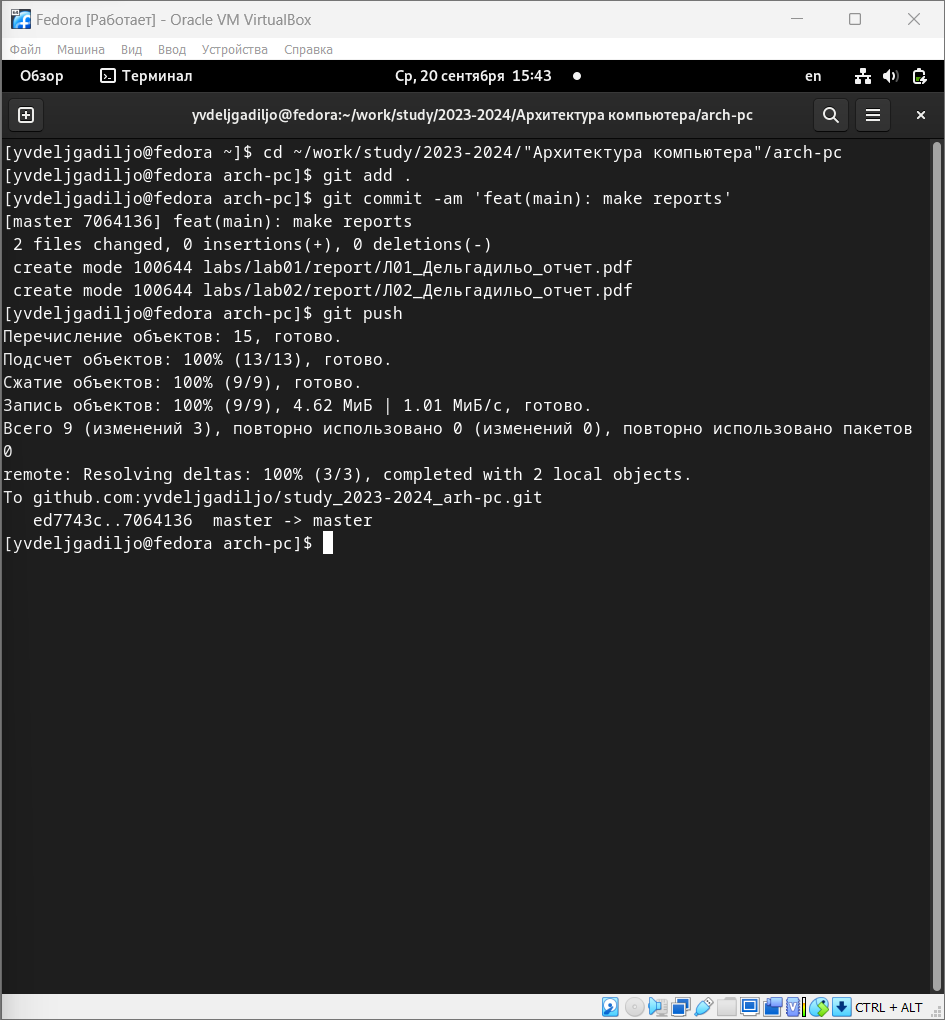 Fedora [Работает] - Oracle VM VirtualBox
Файл Машина Вид Ввод Устройства Справка
Обзор Терминал Ср, 20 сентября 15:43 en
yvdeljgadiljo@fedora:~/work/study/2023-2024/Архитектура компьютера/arch-pc
[yvdeljgadiljo@fedora ~]$ cd ~/work/study/2023-2024/"Архитектура компьютера"/arch-pc
[yvdeljgadiljo@fedora arch-pc]$ git add .
[yvdeljgadiljo@fedora arch-pc]$ git commit -am 'feat(main): make reports'
[master 7064136] feat(main): make reports
 2 files changed, 0 insertions(+), 0 deletions(-)
 create mode 100644 labs/lab01/report/Л01_Дельгадильо_отчет.pdf
 create mode 100644 labs/lab02/report/Л02_Дельгадильо_отчет.pdf
[yvdeljgadiljo@fedora arch-pc]$ git push
Перечисление объектов: 15, готово.
Подсчет объектов: 100% (13/13), готово.
Сжатие объектов: 100% (9/9), готово.
Запись объектов: 100% (9/9), 4.62 МиБ | 1.01 МиБ/с, готово.
Всего 9 (изменений 3), повторно использовано 0 (изменений 0), повторно использовано пакетов
0
remote: Resolving deltas: 100% (3/3), completed with 2 local objects.
To github.com:yvdeljgadiljo/study_2023-2024_arh-pc.git
   ed7743c..7064136  master -> master
[yvdeljgadiljo@fedora arch-pc]$
CTRL + ALT